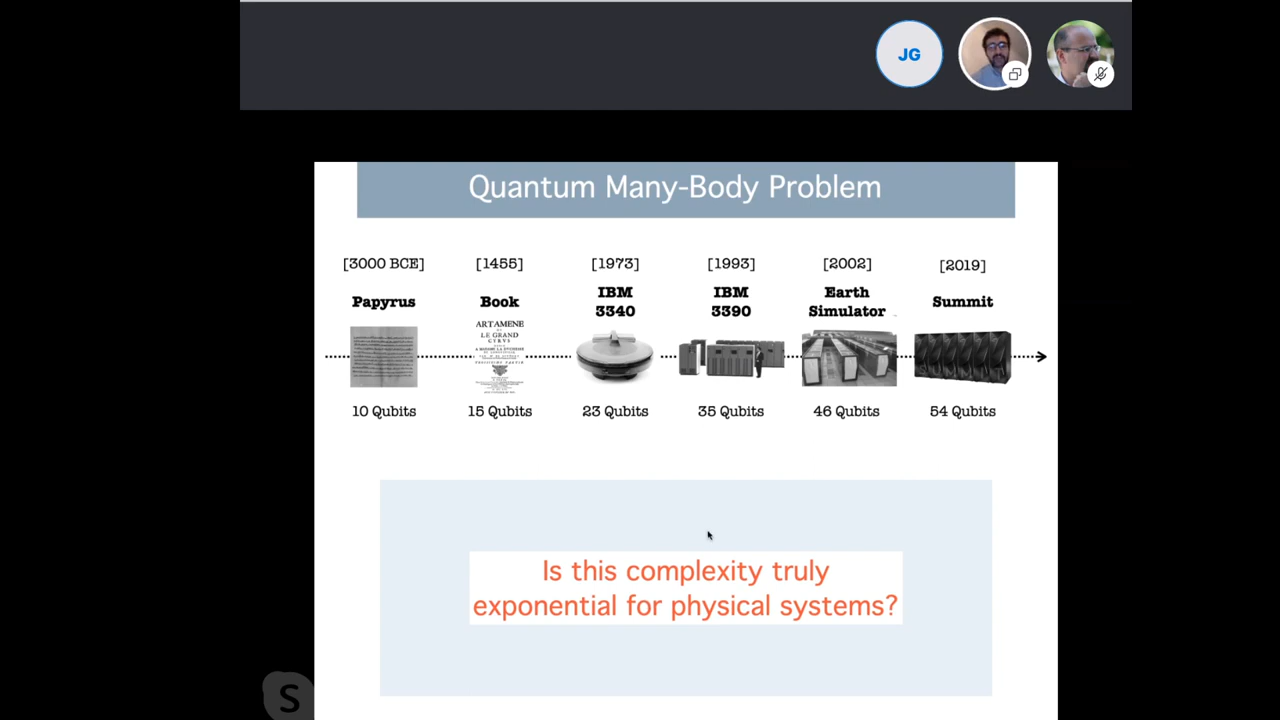 JG
Quantum Many-Body Problem
[3000 BCE] [1455] [1973] [1993] [2002] [2019]
Papyrus Book IBM 3340 IBM 3390 Earth Simulator Summit
ARTAMENE
LE GRAND
CYRVS
10 Qubits 15 Qubits 23 Qubits 35 Qubits 46 Qubits 54 Qubits
Is this complexity truly
exponential for physical systems?
S